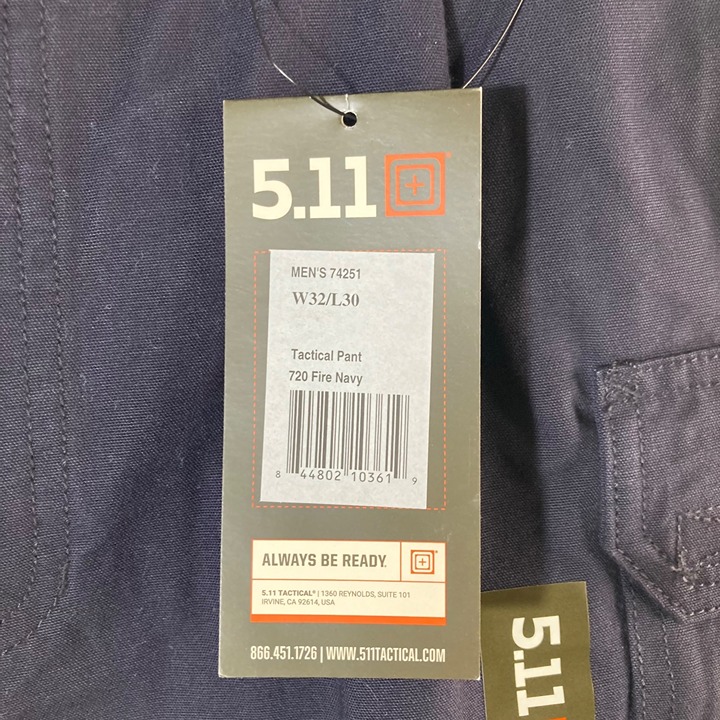 5.11
MEN'S 74251
W32/L30
Tactical Pant
720 Fire Navy
8 44802 10361 9
ALWAYS BE READY.
5.11 TACTICAL® | 1360 REYNOLDS, SUITE 101
IRVINE, CA 92614, USA
866.451.1726 | WWW.511TACTICAL.COM
5.11